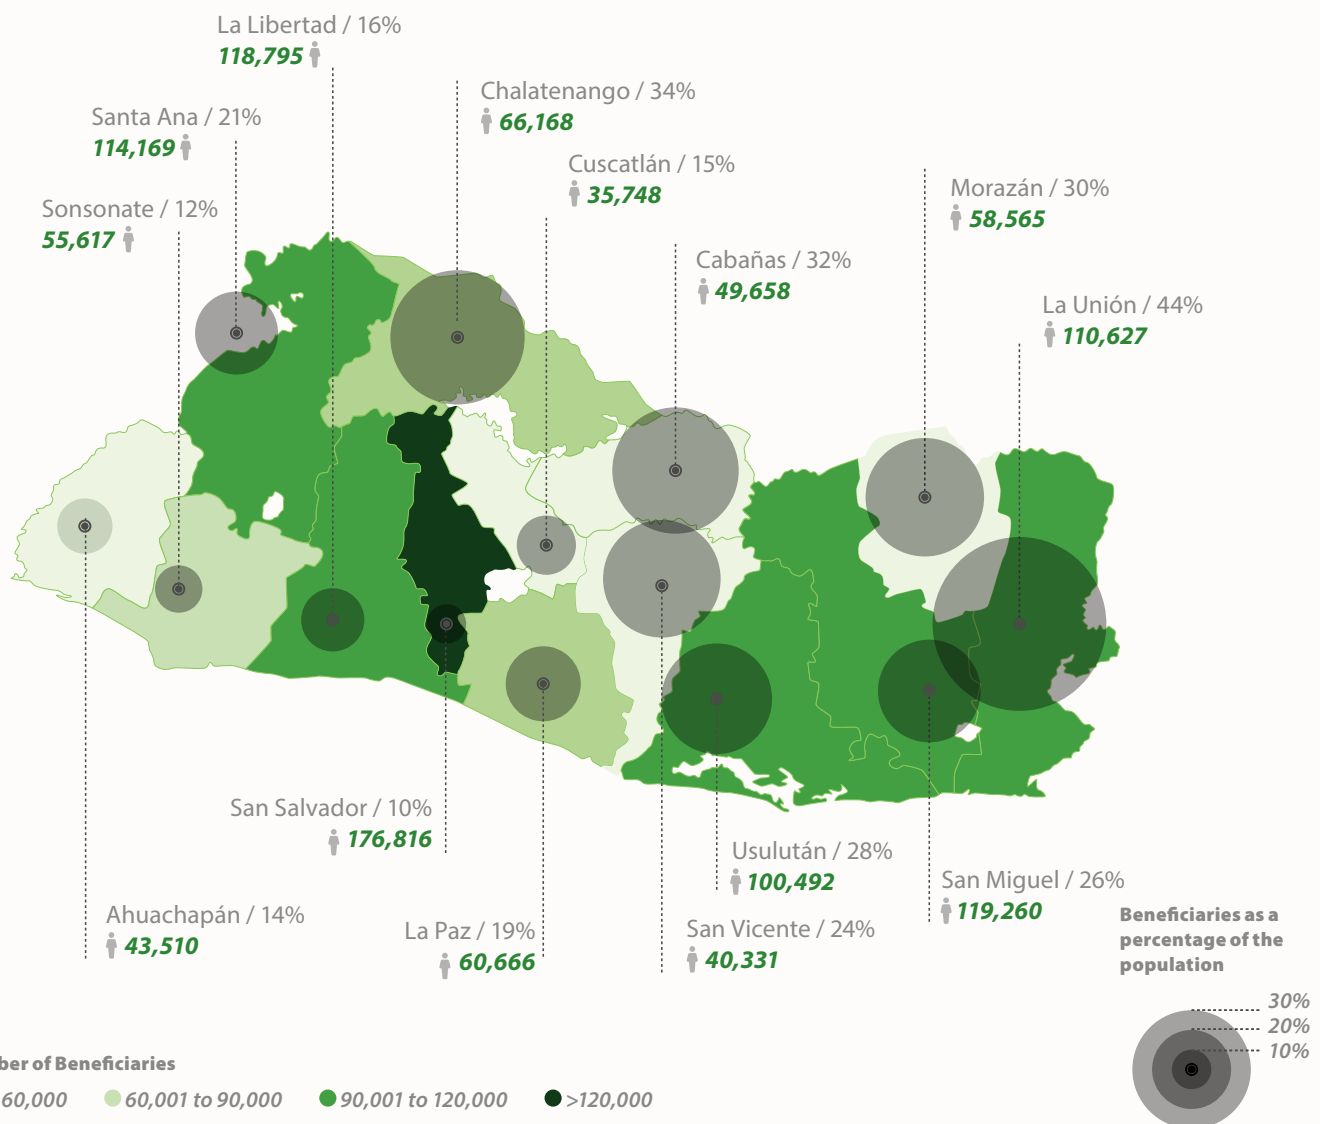 La Libertad / 16%
118,795
Chalatenango / 34%
66,168
Santa Ana / 21%
114,169
Cuscatlán / 15%
35,748
Morazán / 30%
58,565
Sonsonate / 12%
55,617
Cabañas / 32%
49,658
La Unión / 44%
110,627
San Salvador / 10%
176,816
Usulután / 28%
100,492
San Miguel / 26%
119,260
Ahuachapán / 14%
43,510
La Paz / 19%
60,666
San Vicente / 24%
40,331
Beneficiaries as a
percentage of the
population
30%
20%
10%
of Beneficiaries
60,000
60,001 to 90,000
90,001 to 120,000
>120,000